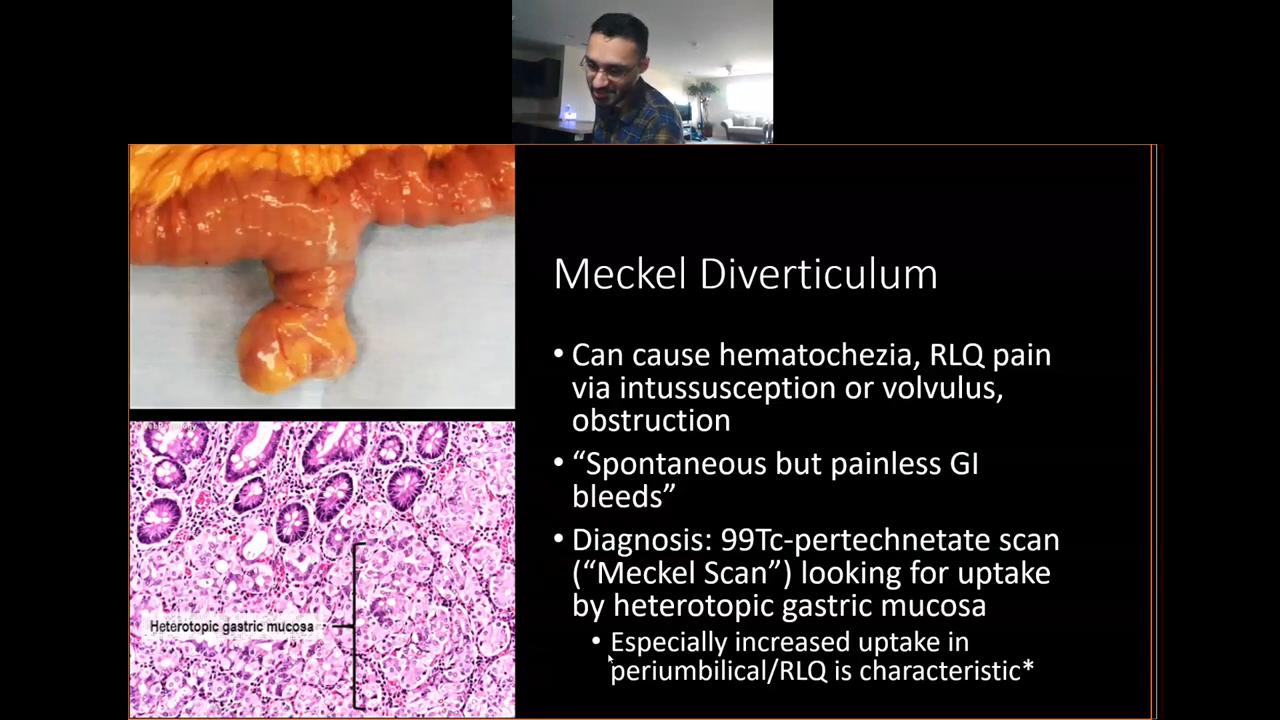 Meckel Diverticulum
• Can cause hematochezia, RLQ pain
via intussusception or volvulus,
obstruction
• “Spontaneous but painless GI
bleeds”
• Diagnosis: 99Tc-pertechnetate scan
(“Meckel Scan”) looking for uptake
by heterotopic gastric mucosa
• Especially increased uptake in
periumbilical/RLQ is characteristic*
WebPathology
Heterotopic gastric mucosa